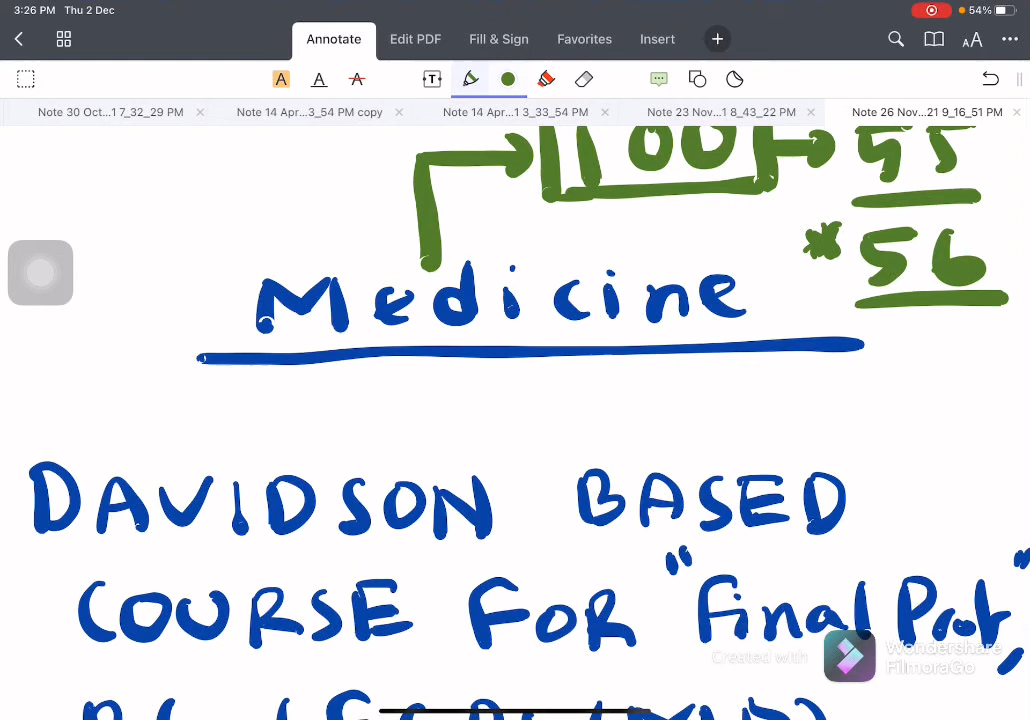 3:26 PM Thu 2 Dec 54%
Annotate Edit PDF Fill & Sign Favorites Insert
Note 30 Oct...1 7_32_29 PM Note 14 Apr...3_54 PM copy Note 14 Apr...1 3_33_54 PM Note 23 Nov...1 8_43_22 PM Note 26 Nov...21 9_16_51 PM
1100 55
* 56
Medicine
DAVIDSON BASED
COURSE FOR "final Prof",
Created with Wondershare FilmoraGo